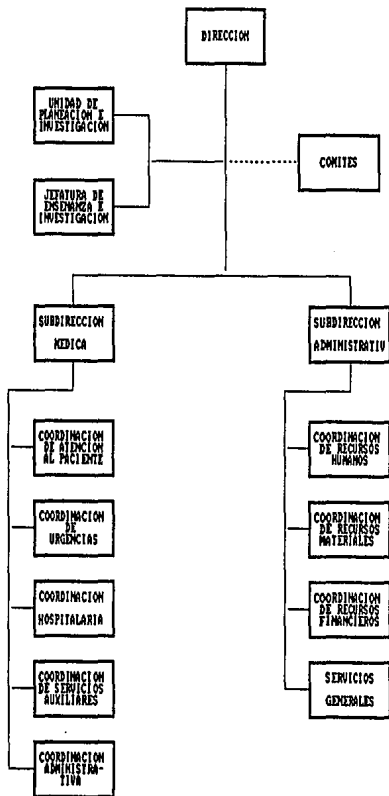 DIRECCION
UNIDAD DE
PLANEACION E
INVESTIGACION
COMITES
JEFATURA DE
ENSEÑANZA E
INVESTIGACION
SUBDIRECCION
MEDICA
SUBDIRECCION
ADMINISTRATIV
COORDINACION
DE ATENCION
AL PACIENTE
COORDINACION
DE
URGENCIAS
COORDINACION
HOSPITALARIA
COORDINACION
DE SERVICIOS
AUXILIARES
COORDINACION
ADMINISTRA-
TIVA
COORDINACION
DE RECURSOS
HUMANOS
COORDINACION
DE RECURSOS
MATERIALES
COORDINACION
DE RECURSOS
FINANCIEROS
SERVICIOS
GENERALES